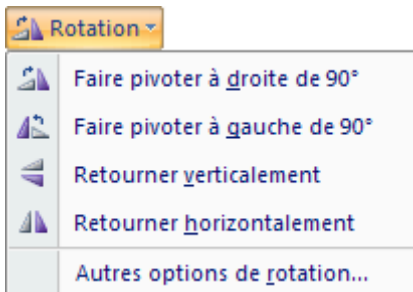 Rotation
Faire pivoter à droite de 90°
Faire pivoter à gauche de 90°
Retourner verticalement
Retourner horizontalement
Autres options de rotation...